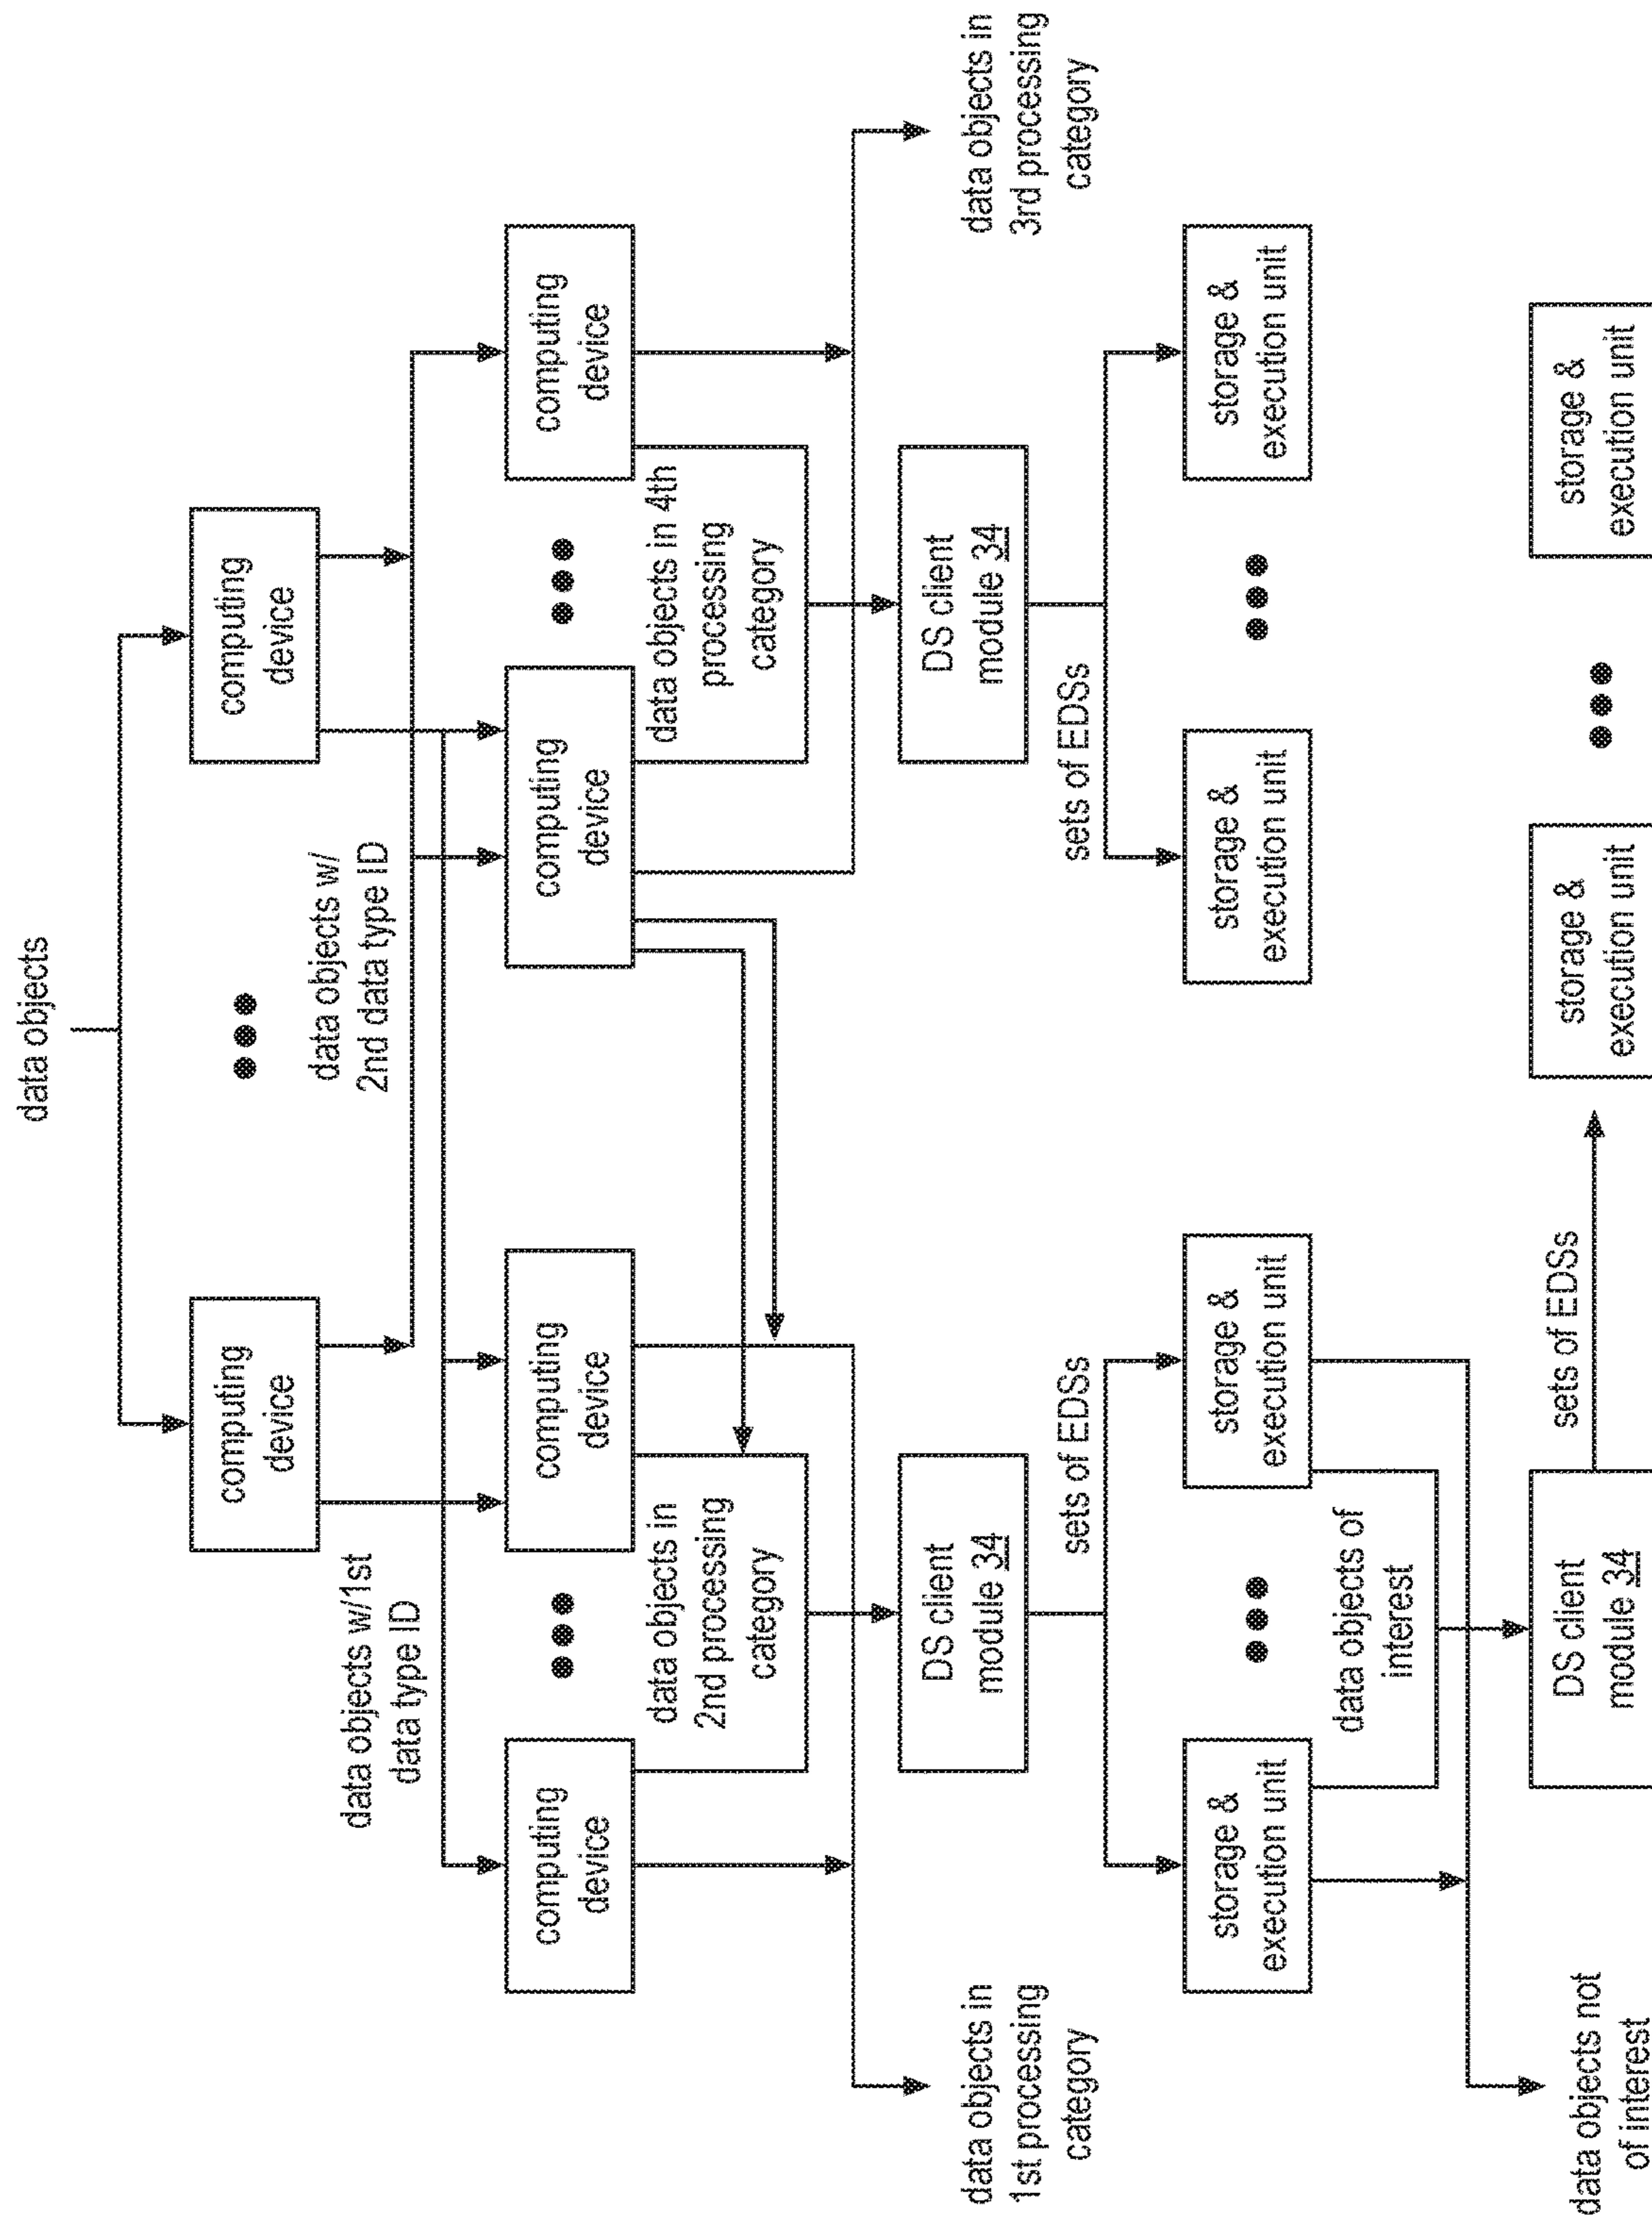 data objects
computing
device
computing
device
data objects w/
2nd data type ID
data objects w/1st
data type ID
computing
device
computing
device
computing
device
computing
device
data objects in
2nd processing
category
data objects in 4th
processing
category
data objects in
1st processing
category
DS client
module 34
DS client
module 34
data objects in
3rd processing
category
sets of EDSs
sets of EDSs
storage &
execution unit
storage &
execution unit
storage &
execution unit
storage &
execution unit
data objects of
interest
data objects not
of interest
DS client
module 34
sets of EDSs
storage &
execution unit
storage &
execution unit